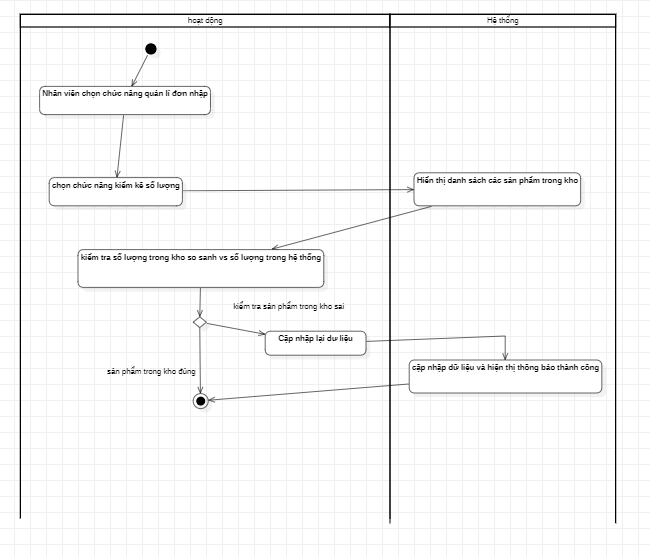 hoạt động
Hệ thống
Nhân viên chọn chức năng quản lí đơn nhập
chọn chức năng kiểm kê số lượng
Hiển thị danh sách các sản phẩm trong kho
kiểm tra số lượng trong kho so sanh vs số lượng trong hệ thống
kiểm tra sản phẩm trong kho sai
Cập nhập lại dư liệu
sản phẩm trong kho đúng
cập nhập dữ liệu và hiện thị thông báo thành công